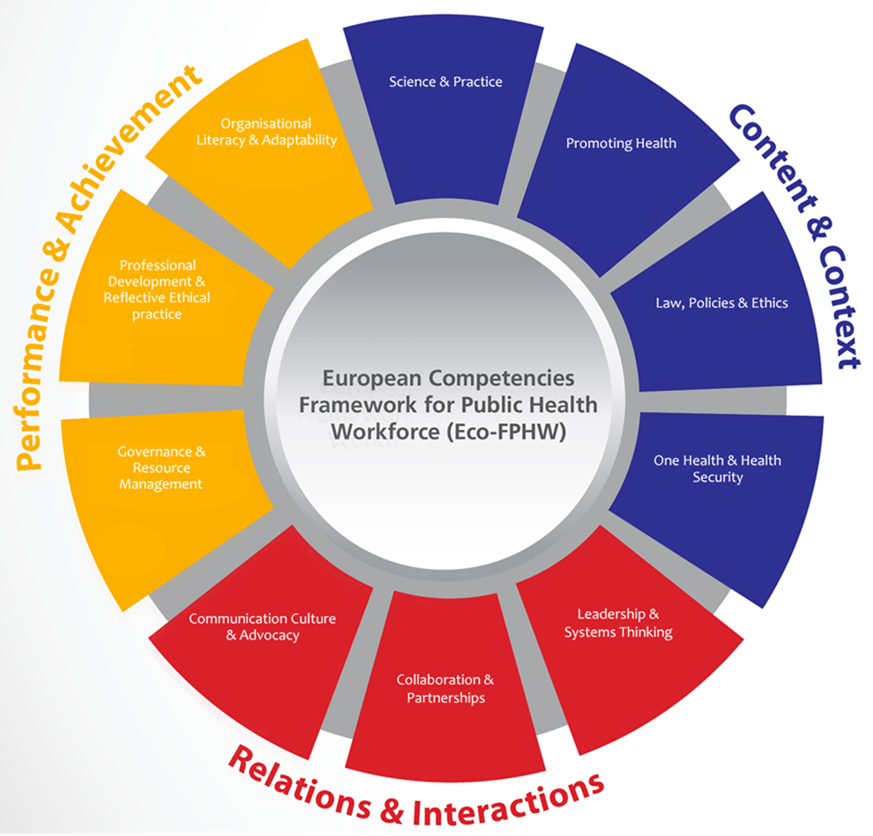 Performance & Achievement
Content & Context
Relations & Interactions
Science & Practice
Promoting Health
Law, Policies & Ethics
One Health & Health
Security
Leadership &
Systems Thinking
Collaboration &
Partnerships
Communication Culture
& Advocacy
Governance &
Resource
Management
Professional
Development &
Reflective Ethical
practice
Organisational
Literacy & Adaptability
European Competencies
Framework for Public Health
Workforce (Eco-FPHW)